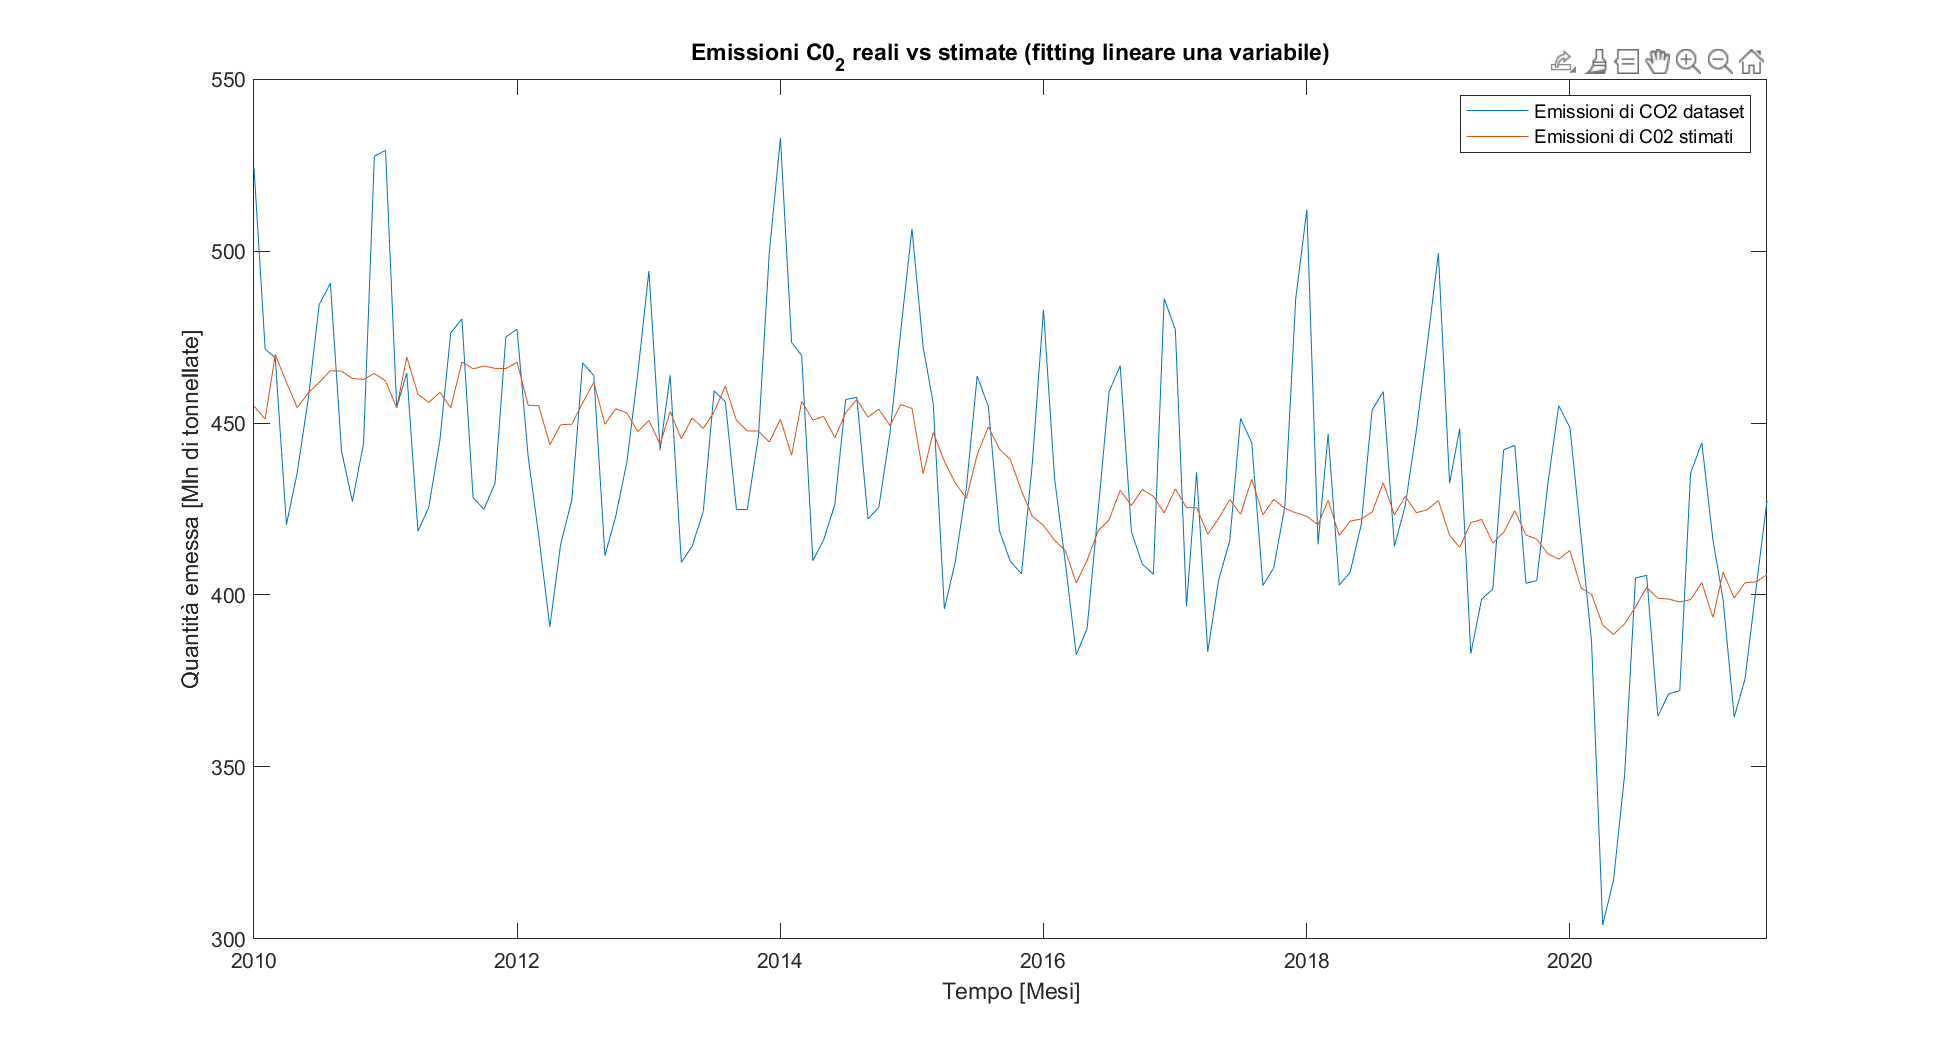 Emissioni C0₂ reali vs stimate (fitting lineare una variabile)
Emissioni di CO2 dataset
Emissioni di C02 stimati
Quantità emessa [Mln di tonnellate]
550
500
450
400
350
300
2010
2012
2014
2016
2018
2020
Tempo [Mesi]